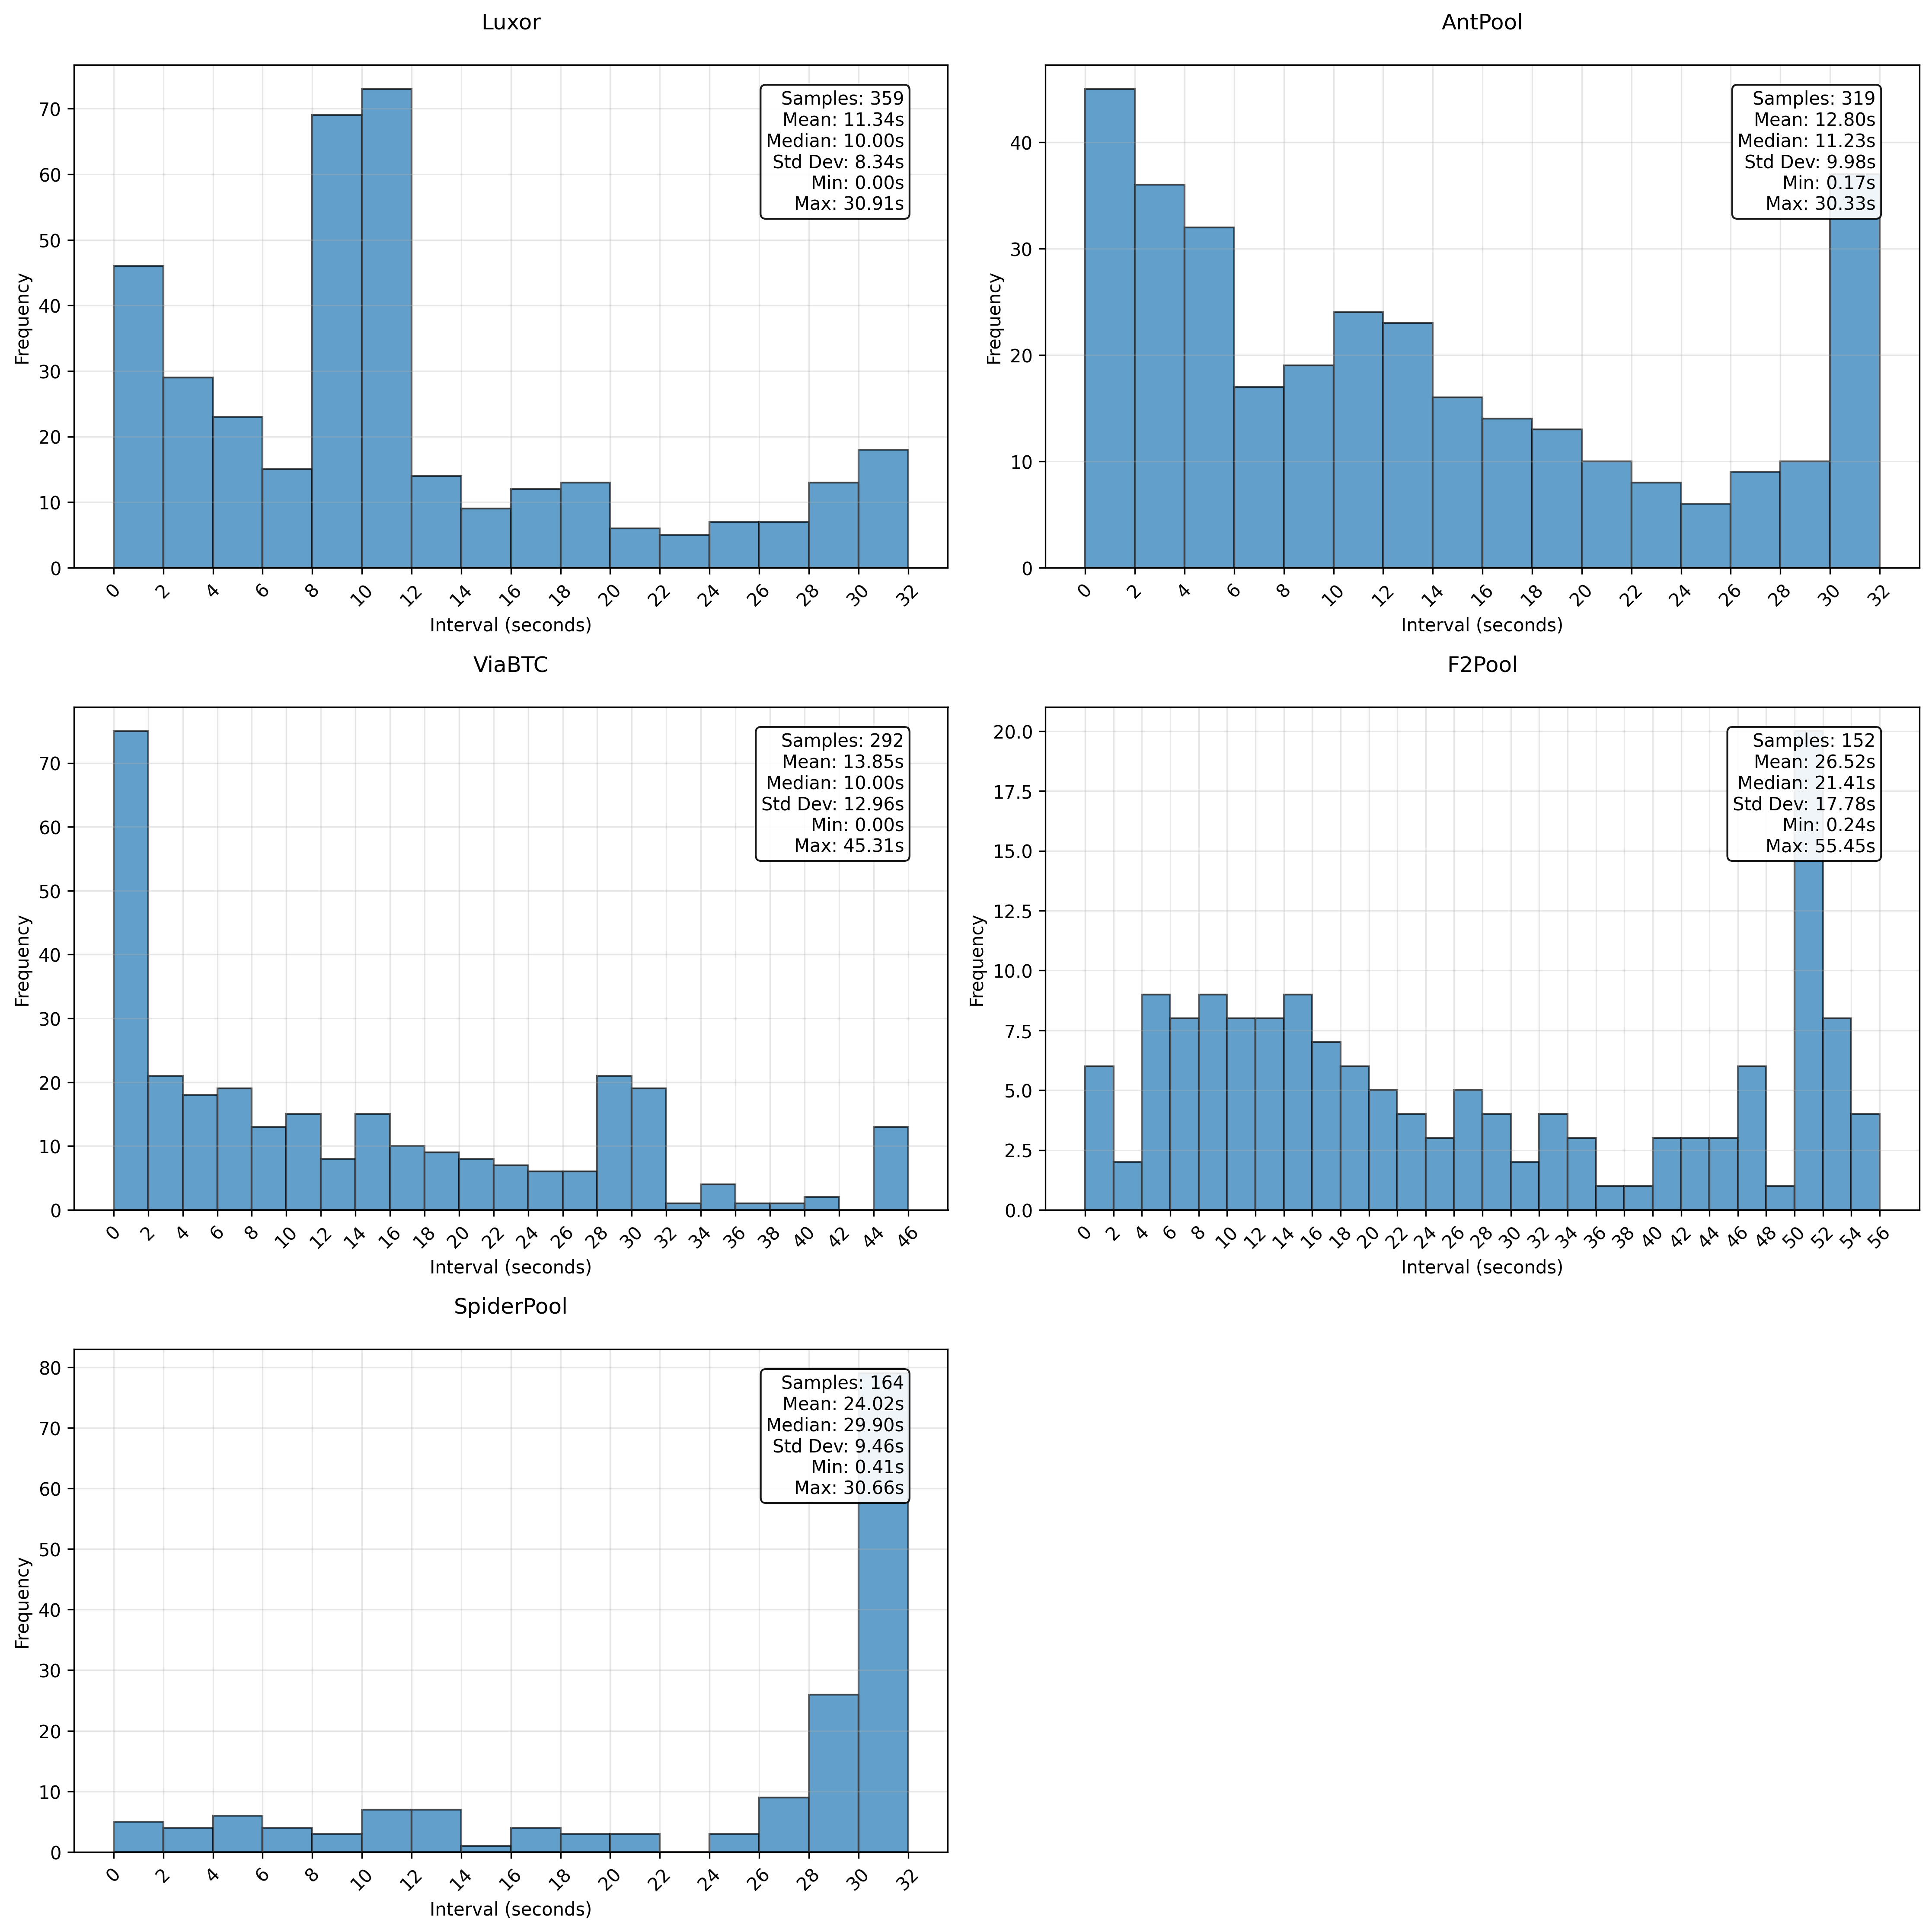 Luxor
Frequency
70
60
50
40
30
20
10
0
Samples: 359
Mean: 11.34s
Median: 10.00s
Std Dev: 8.34s
Min: 0.00s
Max: 30.91s
0 2 4 6 8 10 12 14 16 18 20 22 24 26 28 30 32
Interval (seconds)
AntPool
Frequency
40
30
20
10
0
Samples: 319
Mean: 12.80s
Median: 11.23s
Std Dev: 9.98s
Min: 0.17s
Max: 30.33s
0 2 4 6 8 10 12 14 16 18 20 22 24 26 28 30 32
Interval (seconds)
ViaBTC
Frequency
70
60
50
40
30
20
10
0
Samples: 292
Mean: 13.85s
Median: 10.00s
Std Dev: 12.96s
Min: 0.00s
Max: 45.31s
0 2 4 6 8 10 12 14 16 18 20 22 24 26 28 30 32 34 36 38 40 42 44 46
Interval (seconds)
F2Pool
Frequency
20.0
17.5
15.0
12.5
10.0
7.5
5.0
2.5
0.0
Samples: 152
Mean: 26.52s
Median: 21.41s
Std Dev: 17.78s
Min: 0.24s
Max: 55.45s
0 2 4 6 8 10 12 14 16 18 20 22 24 26 28 30 32 34 36 38 40 42 44 46 48 50 52 54 56
Interval (seconds)
SpiderPool
Frequency
80
70
60
50
40
30
20
10
0
Samples: 164
Mean: 24.02s
Median: 29.90s
Std Dev: 9.46s
Min: 0.41s
Max: 30.66s
0 2 4 6 8 10 12 14 16 18 20 22 24 26 28 30 32
Interval (seconds)